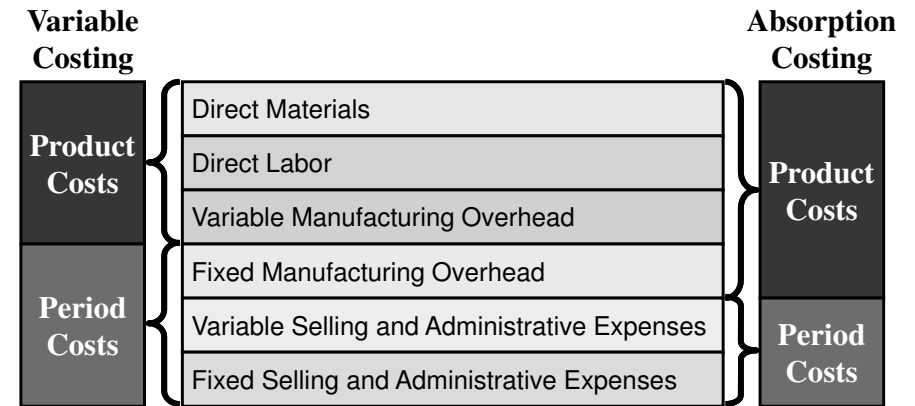 Variable
Costing
Absorption
Costing
Product
Costs
Period
Costs
Direct Materials
Direct Labor
Variable Manufacturing Overhead
Fixed Manufacturing Overhead
Variable Selling and Administrative Expenses
Fixed Selling and Administrative Expenses
Product
Costs
Period
Costs